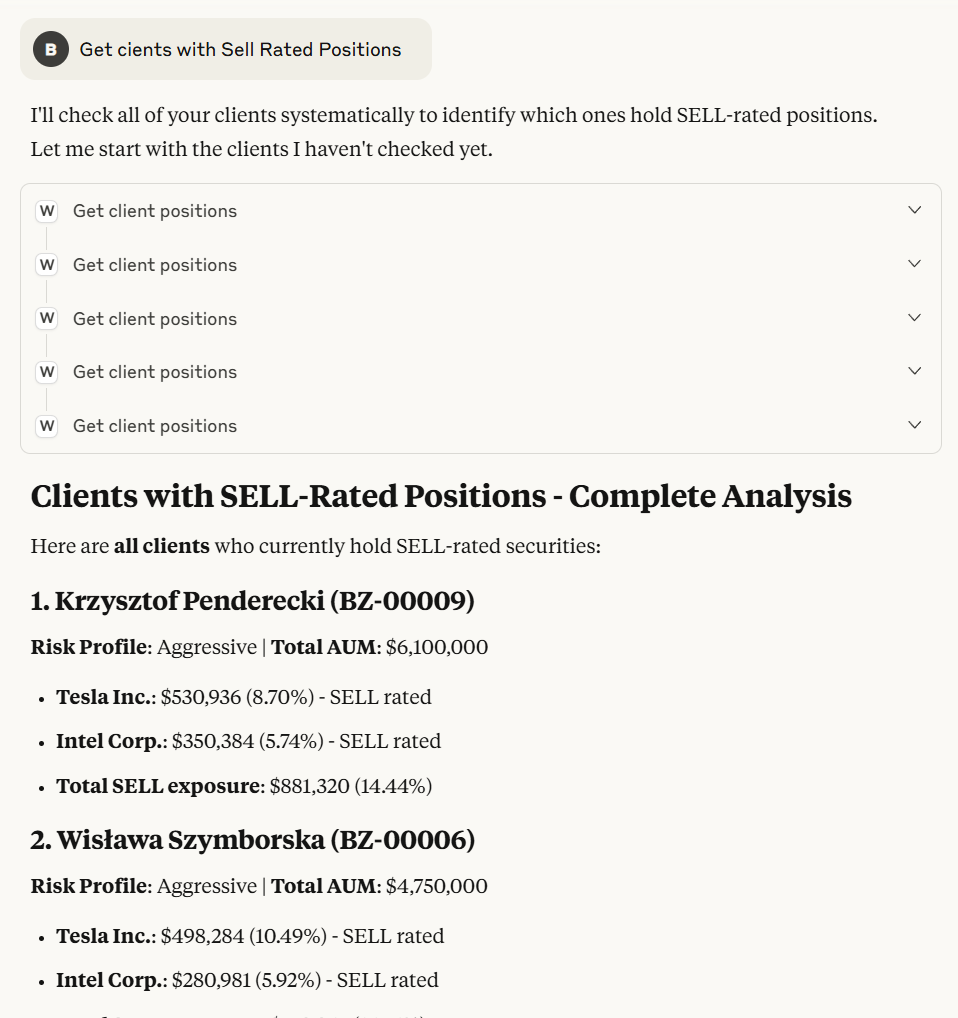 B Get cients with Sell Rated Positions
I'll check all of your clients systematically to identify which ones hold SELL-rated positions.
Let me start with the clients I haven't checked yet.
W Get client positions
W Get client positions
W Get client positions
W Get client positions
W Get client positions
Clients with SELL-Rated Positions - Complete Analysis
Here are all clients who currently hold SELL-rated securities:
1. Krzysztof Penderecki (BZ-00009)
Risk Profile: Aggressive | Total AUM: $6,100,000
• Tesla Inc.: $530,936 (8.70%) - SELL rated
• Intel Corp.: $350,384 (5.74%) - SELL rated
• Total SELL exposure: $881,320 (14.44%)
2. Wisława Szymborska (BZ-00006)
Risk Profile: Aggressive | Total AUM: $4,750,000
• Tesla Inc.: $498,284 (10.49%) - SELL rated
• Intel Corp.: $280,981 (5.92%) - SELL rated